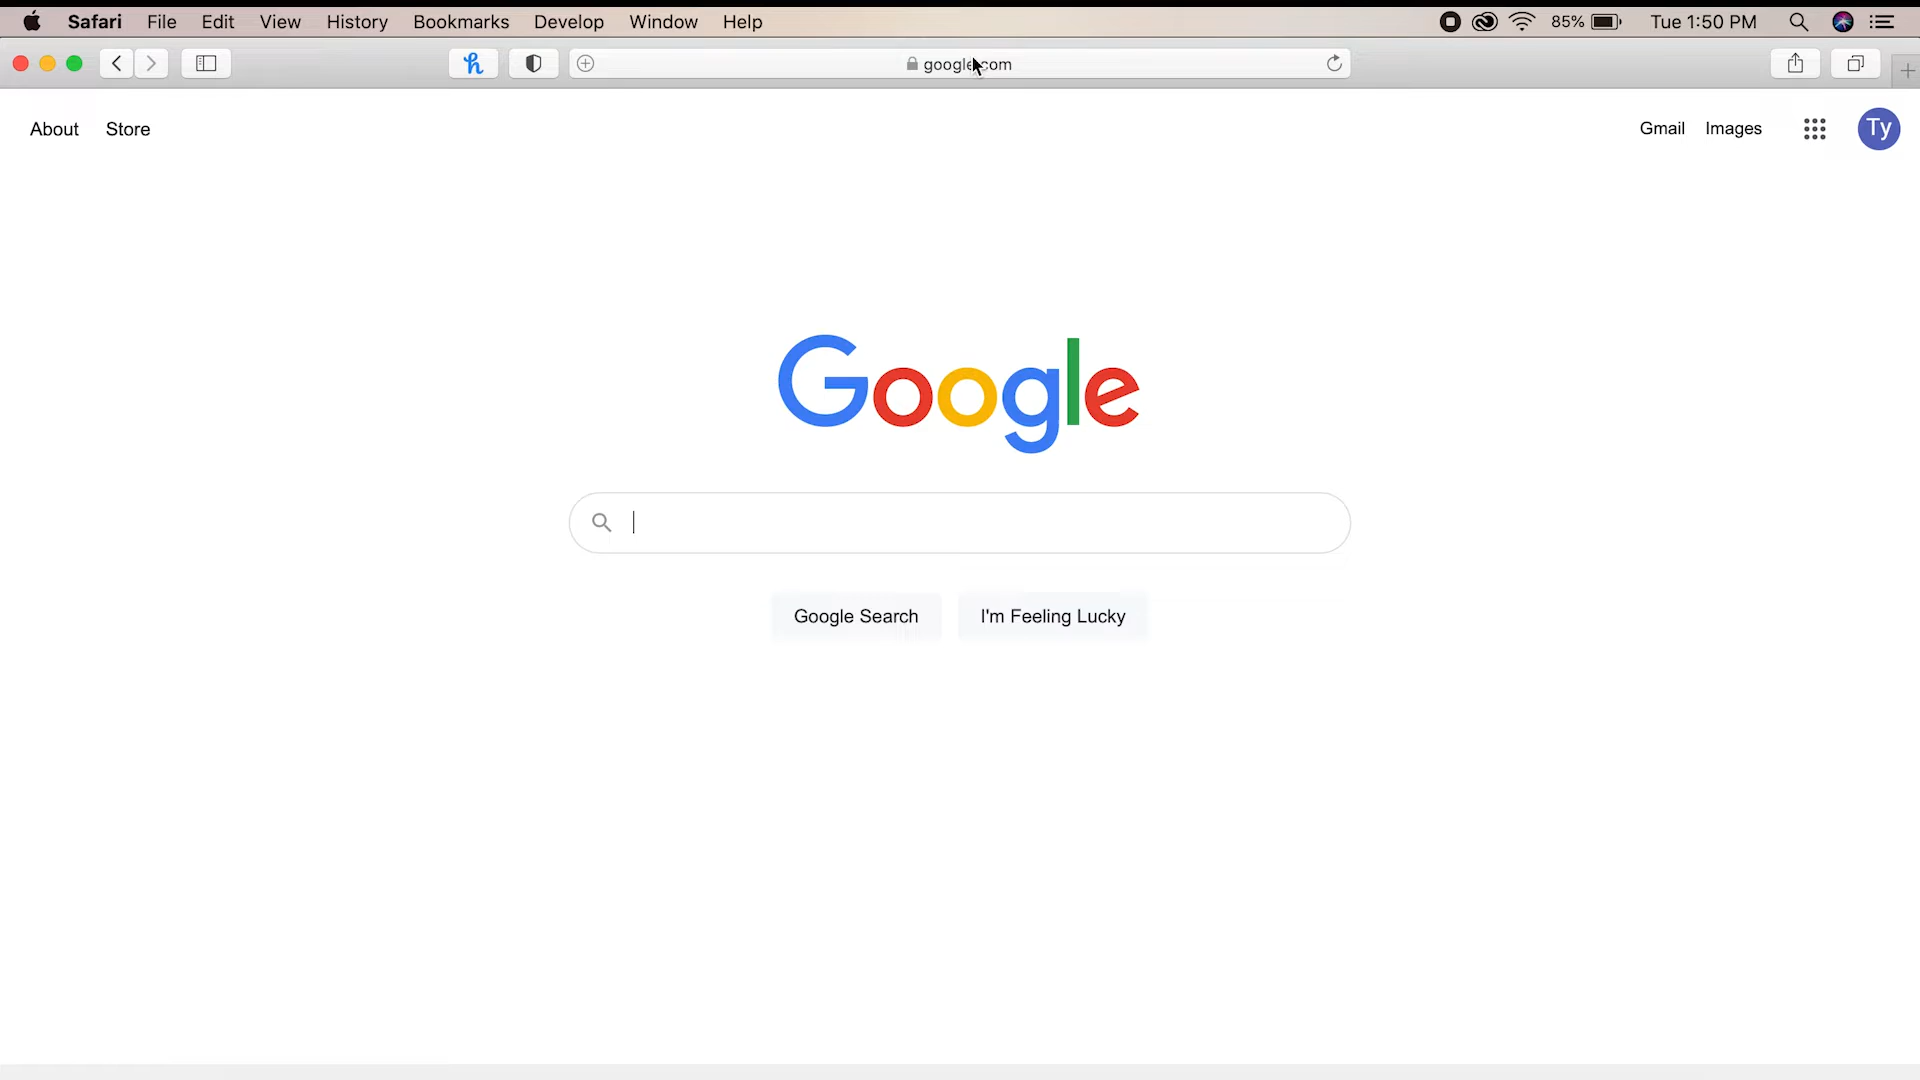 Safari File Edit View History Bookmarks Develop Window Help 85% Tue 1:50 PM
h google.com
About Store Gmail Images Ty
Google
Google Search I'm Feeling Lucky